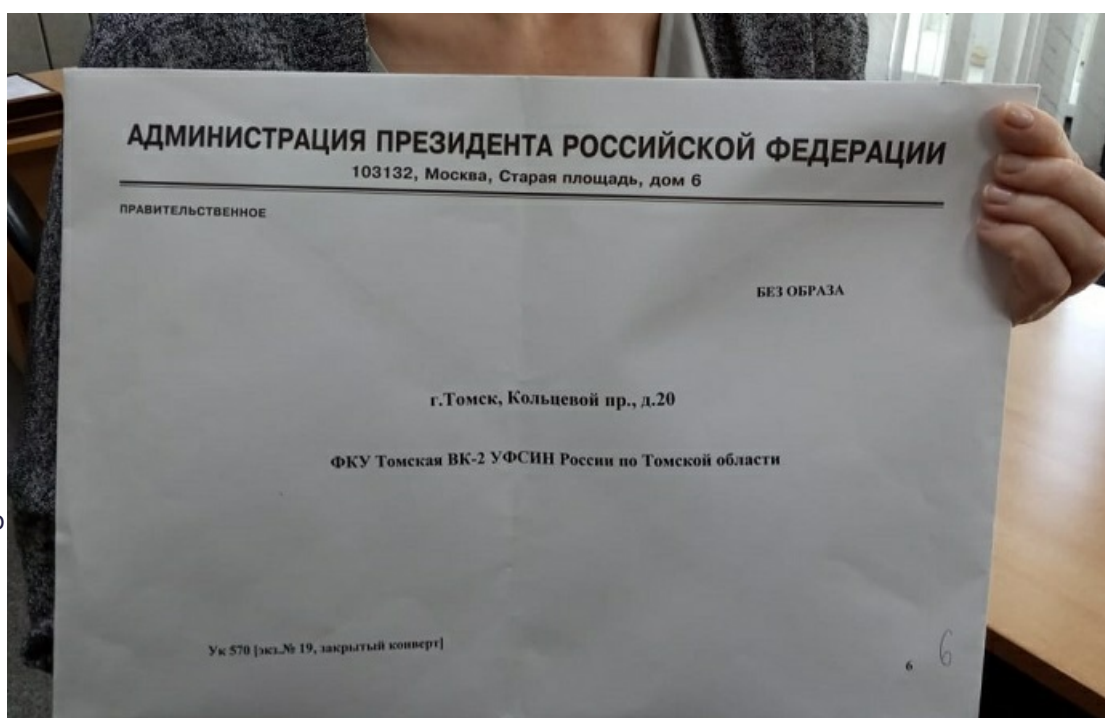 АДМИНИСТРАЦИЯ ПРЕЗИДЕНТА РОССИЙСКОЙ ФЕДЕРАЦИИ
103132, Москва, Старая площадь, дом 6
ПРАВИТЕЛЬСТВЕННОЕ
БЕЗ ОБРАЗА
г.Томск, Кольцевой пр., д.20
ФКУ Томская ВК-2 УФСИН России по Томской области
Ук 570 [экз.№ 19, закрытый конверт]
6 6